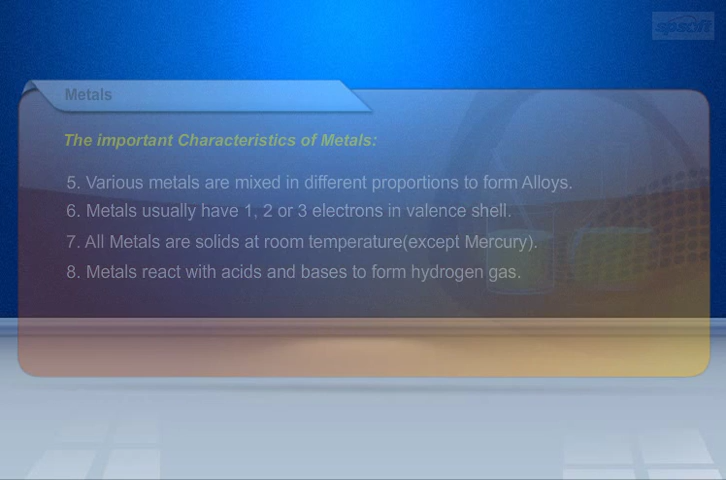 spsoft
Metals
The important Characteristics of Metals:
5. Various metals are mixed in different proportions to form Alloys.
6. Metals usually have 1, 2 or 3 electrons in valence shell.
7. All Metals are solids at room temperature(except Mercury).
8. Metals react with acids and bases to form hydrogen gas.